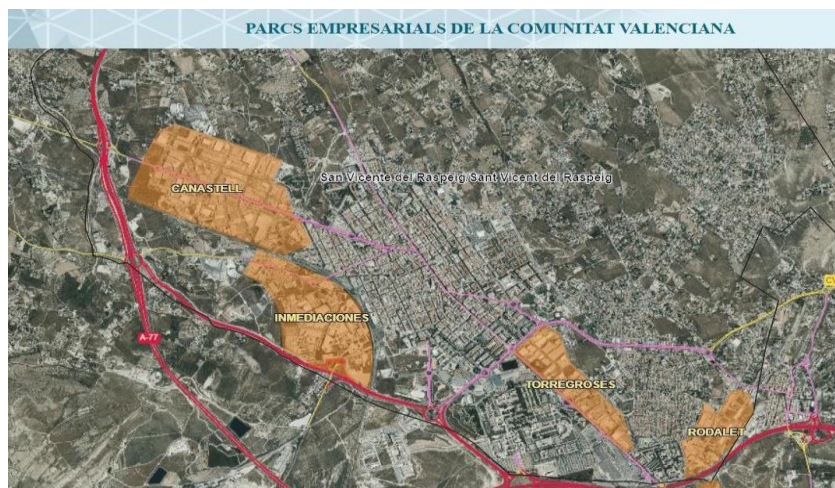 PARCS EMPRESARIALS DE LA COMUNITAT VALENCIANA
San Vicente del Raspeig Sant Vicent del Raspeig
CANASTELL
INMEDIACIONES
A-77
TORREGROSES
RODALET